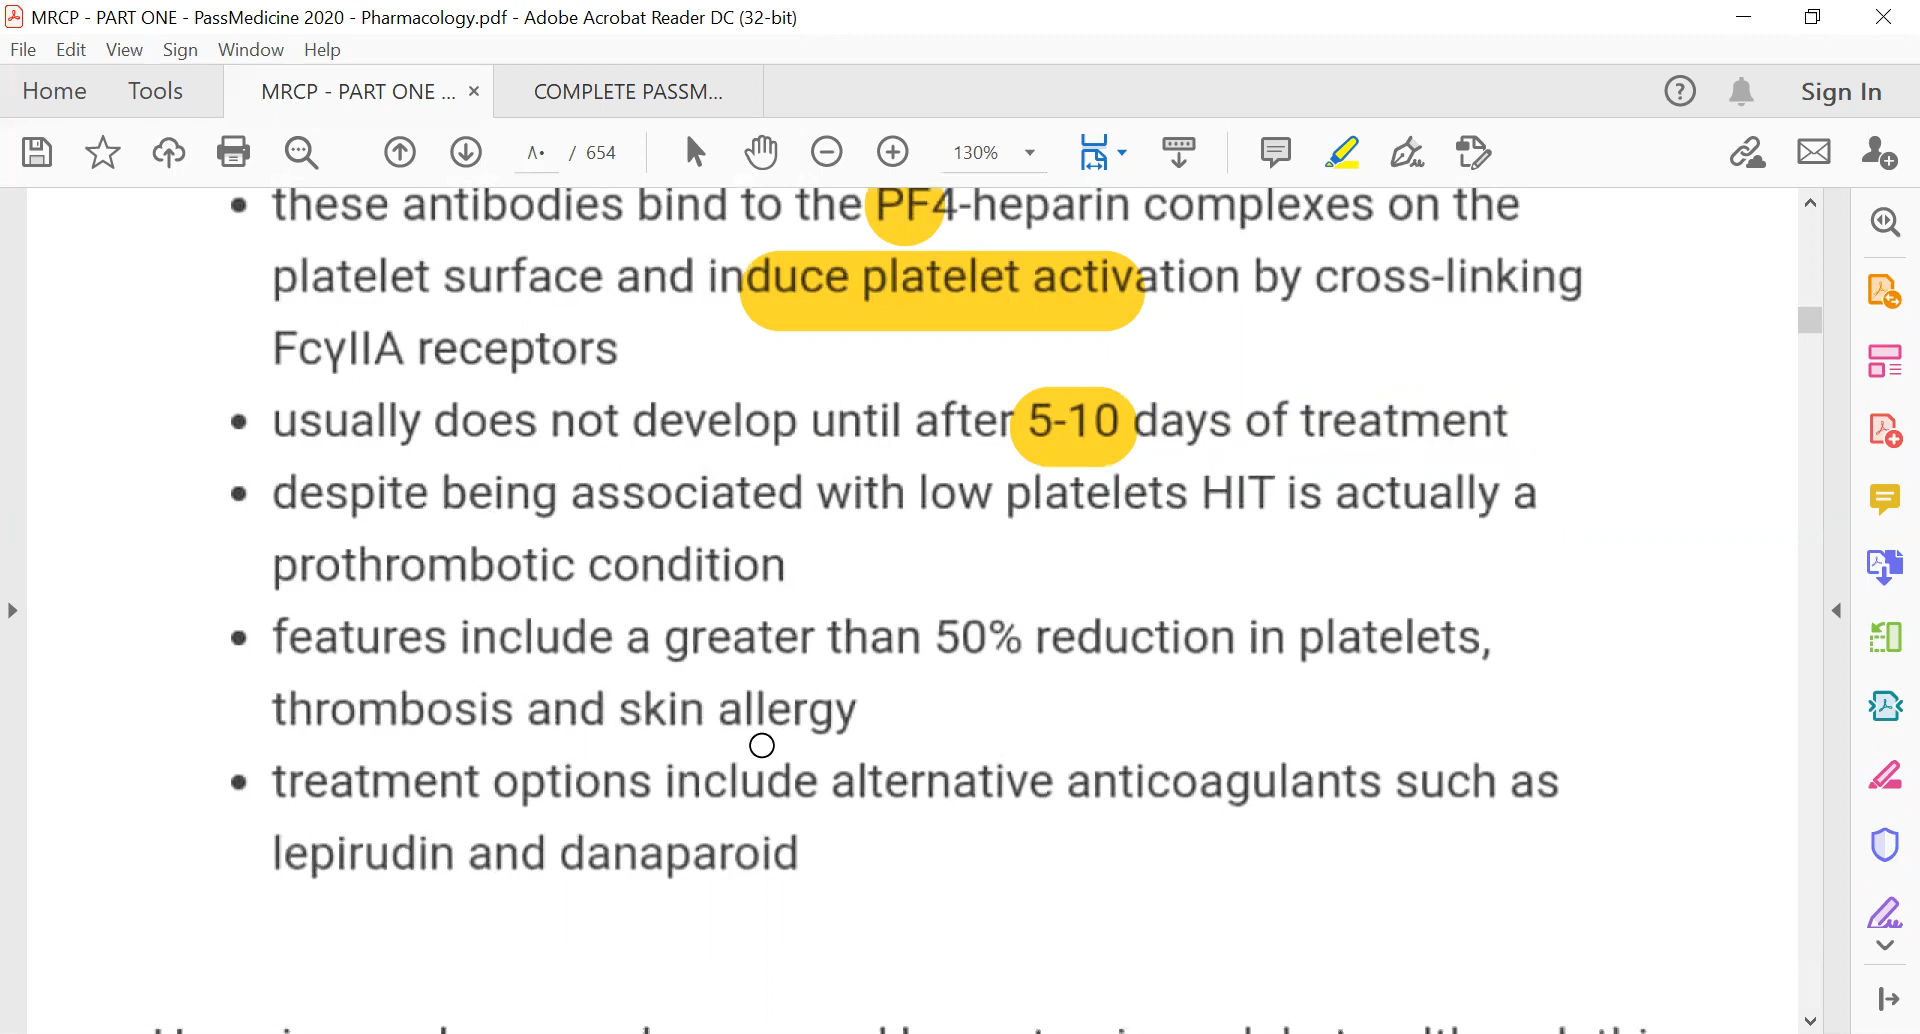 MRCP - PART ONE - PassMedicine 2020 - Pharmacology.pdf - Adobe Acrobat Reader DC (32-bit)
File Edit View Sign Window Help
Home Tools MRCP - PART ONE ... × COMPLETE PASSM... Sign In
٨٠ / 654 130%
• these antibodies bind to the PF4-heparin complexes on the
platelet surface and induce platelet activation by cross-linking
FcγIIA receptors
• usually does not develop until after 5-10 days of treatment
• despite being associated with low platelets HIT is actually a
prothrombotic condition
• features include a greater than 50% reduction in platelets,
thrombosis and skin allergy
• treatment options include alternative anticoagulants such as
lepirudin and danaparoid